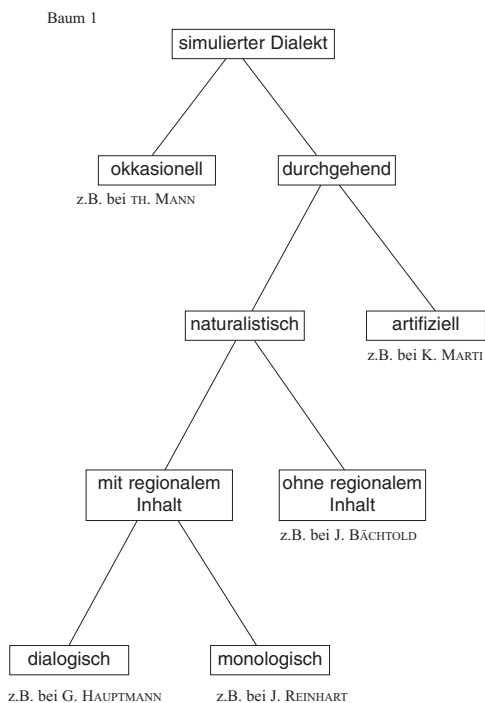 Baum 1
simulierter Dialekt
okkasionell
durchgehend
z.B. bei TH. MANN
naturalistisch
artifiziell
z.B. bei K. MARTI
mit regionalem
Inhalt
ohne regionalem
Inhalt
z.B. bei J. BÄCHTOLD
dialogisch
monologisch
z.B. bei G. HAUPTMANN
z.B. bei J. REINHART